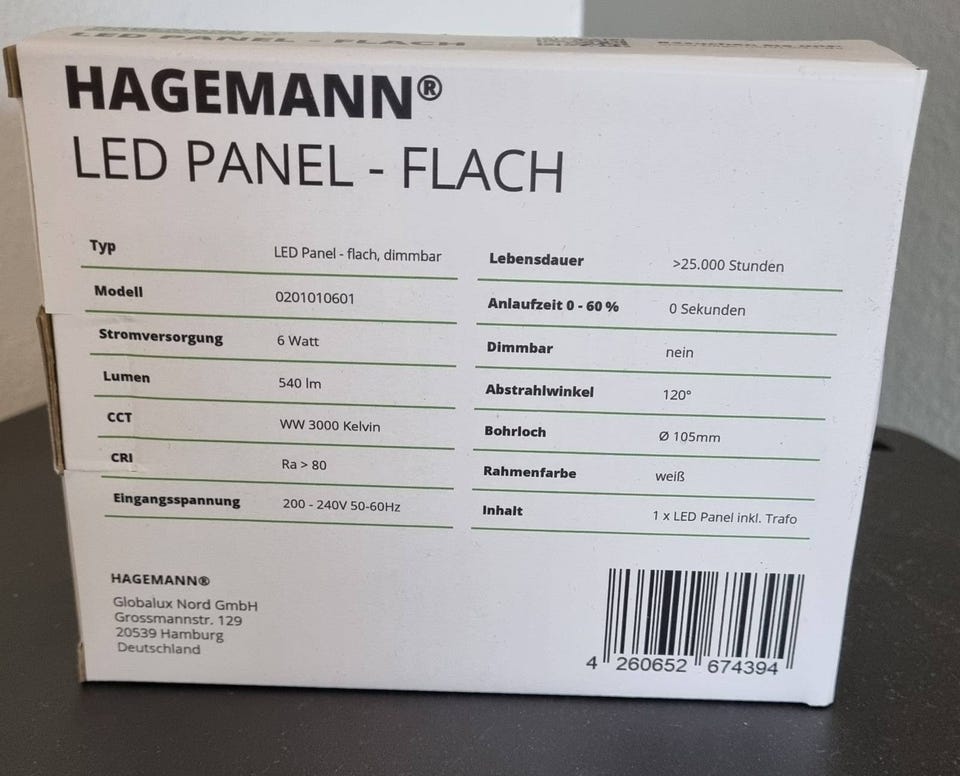 LED PANEL - FLACH
HAGEMANN®
LED PANEL - FLACH
Typ LED Panel - flach, dimmbar
Modell 0201010601
Stromversorgung 6 Watt
Lumen 540 lm
CCT WW 3000 Kelvin
CRI Ra > 80
Eingangsspannung 200 - 240V 50-60Hz
Lebensdauer >25.000 Stunden
Anlaufzeit 0 - 60 % 0 Sekunden
Dimmbar nein
Abstrahlwinkel 120°
Bohrloch Ø 105mm
Rahmenfarbe weiß
Inhalt 1 x LED Panel inkl. Trafo
HAGEMANN®
Globalux Nord GmbH
Grossmannstr. 129
20539 Hamburg
Deutschland
4 260652 674394